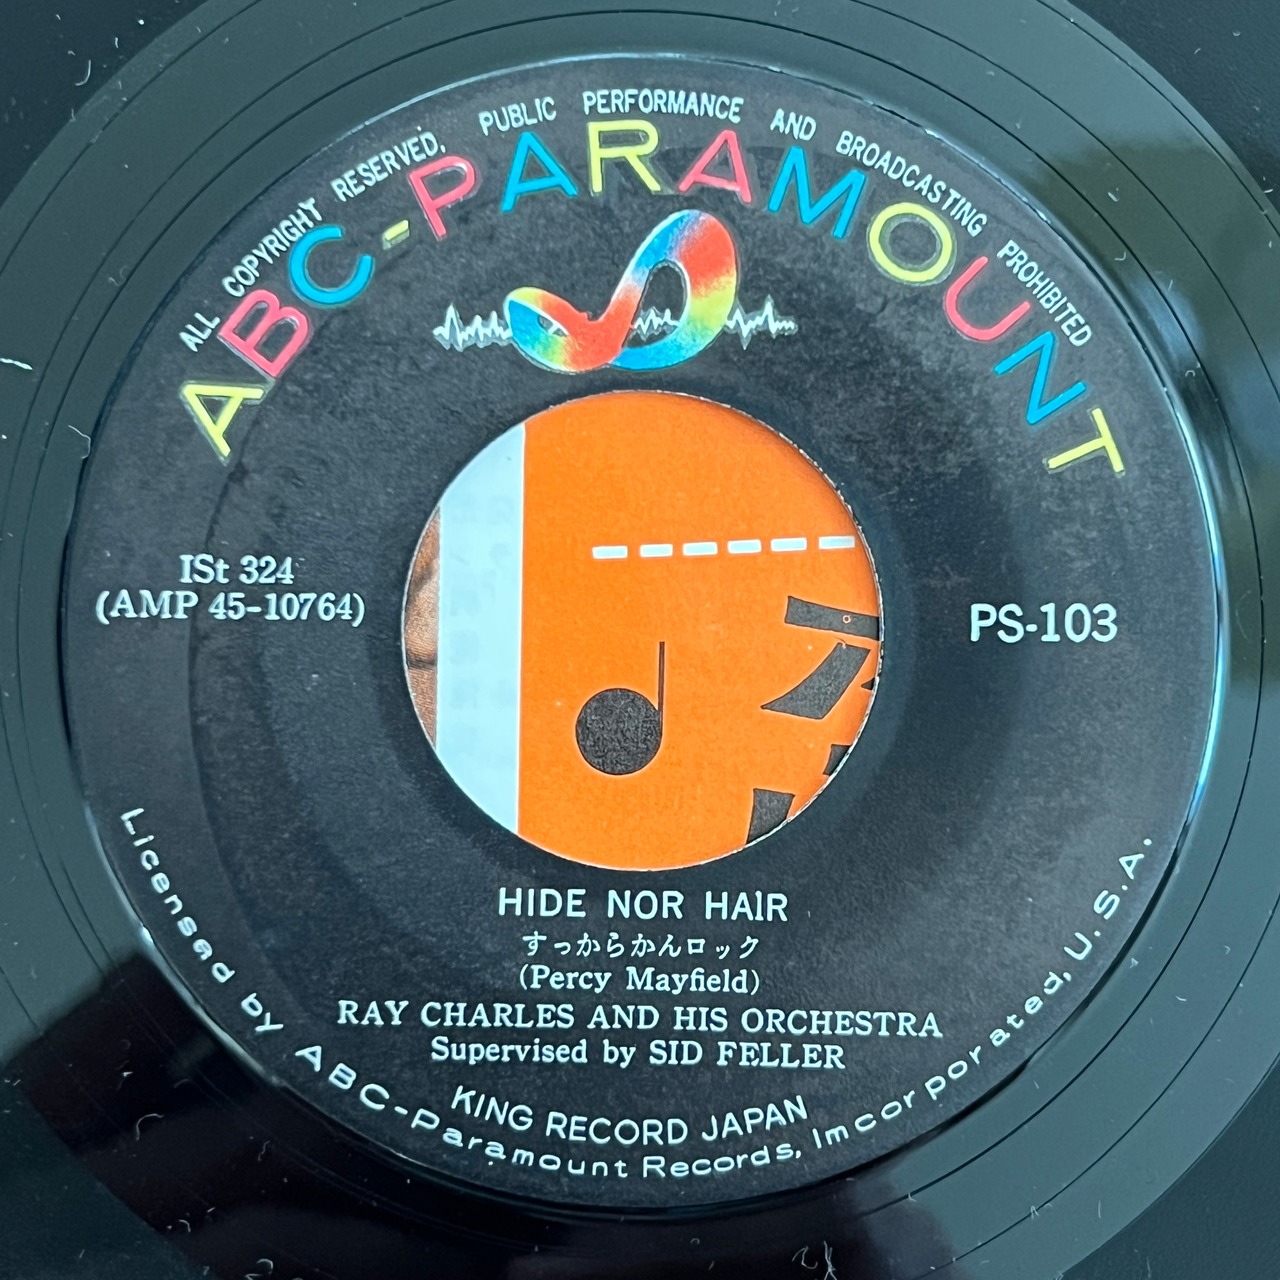 ALL COPYRIGHT RESERVED. PUBLIC PERFORMANCE AND BROADCASTING PROHIBITED
ABC-PARAMOUNT
ISt 324
(AMP 45-10764)
PS-103
HIDE NOR HAIR
すっからかんロック
(Percy Mayfield)
RAY CHARLES AND HIS ORCHESTRA
Supervised by SID FELLER
KING RECORD JAPAN
Licensed by ABC-Paramount Records, Imcorporated, U.S.A.